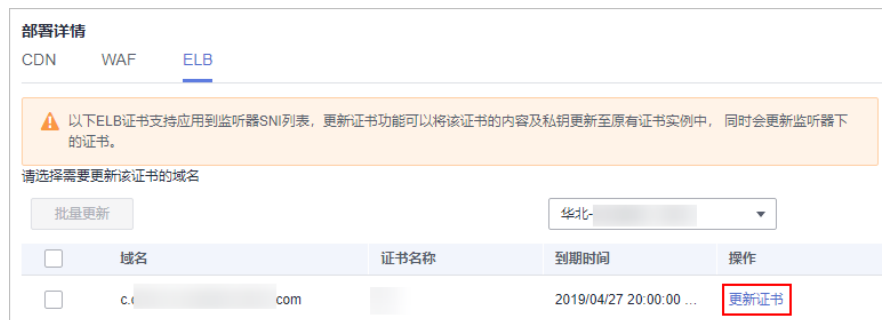 部署详情
CDN WAF ELB
以下ELB证书支持应用到监听器SNI列表，更新证书功能可以将该证书的内容及私钥更新至原有证书实例中， 同时会更新监听器下
的证书。
请选择需要更新该证书的域名
批量更新 华北-
域名 证书名称 到期时间 操作
c. com 2019/04/27 20:00:00 ... 更新证书